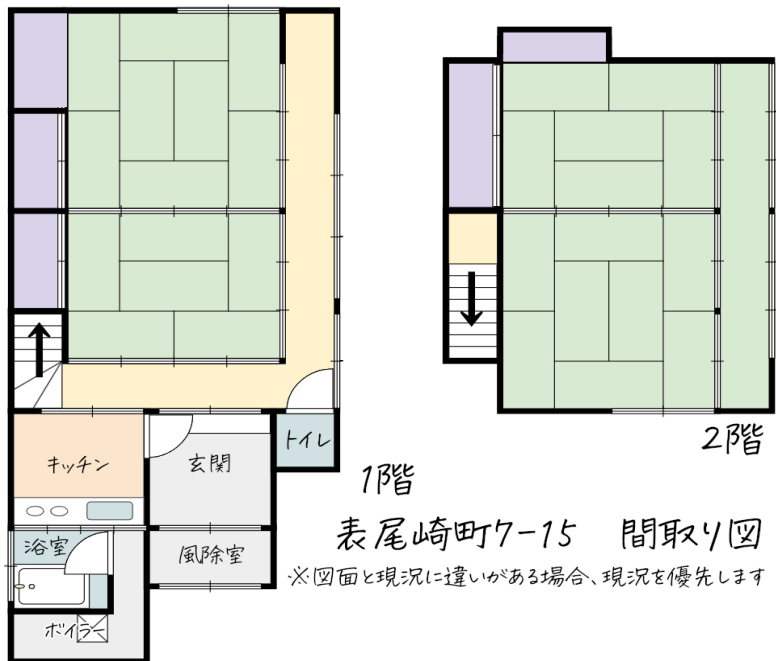 2階
トイレ
キッチン
玄関
1階
表尾崎町7-15 間取り図
浴室
風除室
※図面と現況に違いがある場合、現況を優先します
ボイラー